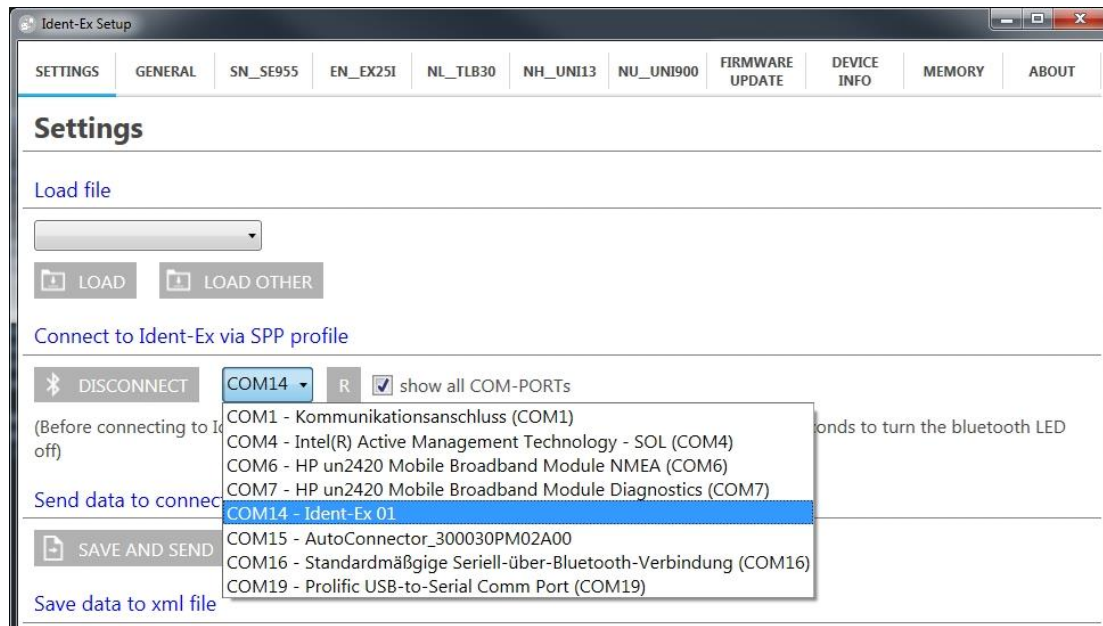 Ident-Ex Setup
SETTINGS GENERAL SN_SE955 EN_EX25I NL_TLB30 NH_UNI13 NU_UNI900 FIRMWARE UPDATE DEVICE INFO MEMORY ABOUT
Settings
Load file
LOAD LOAD OTHER
Connect to Ident-Ex via SPP profile
DISCONNECT COM14 R show all COM-PORTs
COM1 - Kommunikationsanschluss (COM1)
COM4 - Intel(R) Active Management Technology - SOL (COM4)
COM6 - HP un2420 Mobile Broadband Module NMEA (COM6)
COM7 - HP un2420 Mobile Broadband Module Diagnostics (COM7)
COM14 - Ident-Ex 01
COM15 - AutoConnector_300030PM02A00
COM16 - Standardmäßgige Seriell-über-Bluetooth-Verbindung (COM16)
COM19 - Prolific USB-to-Serial Comm Port (COM19)
(Before connecting to to turn the bluetooth LED
off)
Send data to
SAVE AND SEND
Save data to xml file